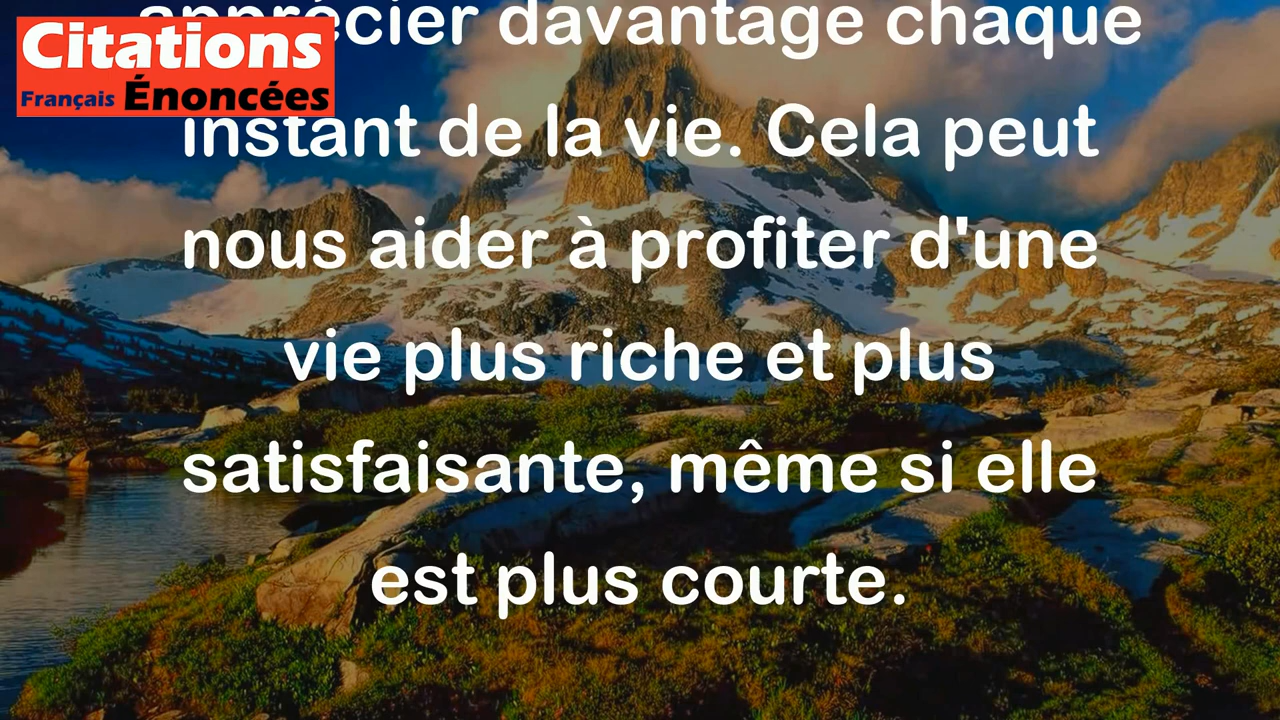 Citations
Français Énoncées
apprécier davantage chaque
instant de la vie. Cela peut
nous aider à profiter d'une
vie plus riche et plus
satisfaisante, même si elle
est plus courte.